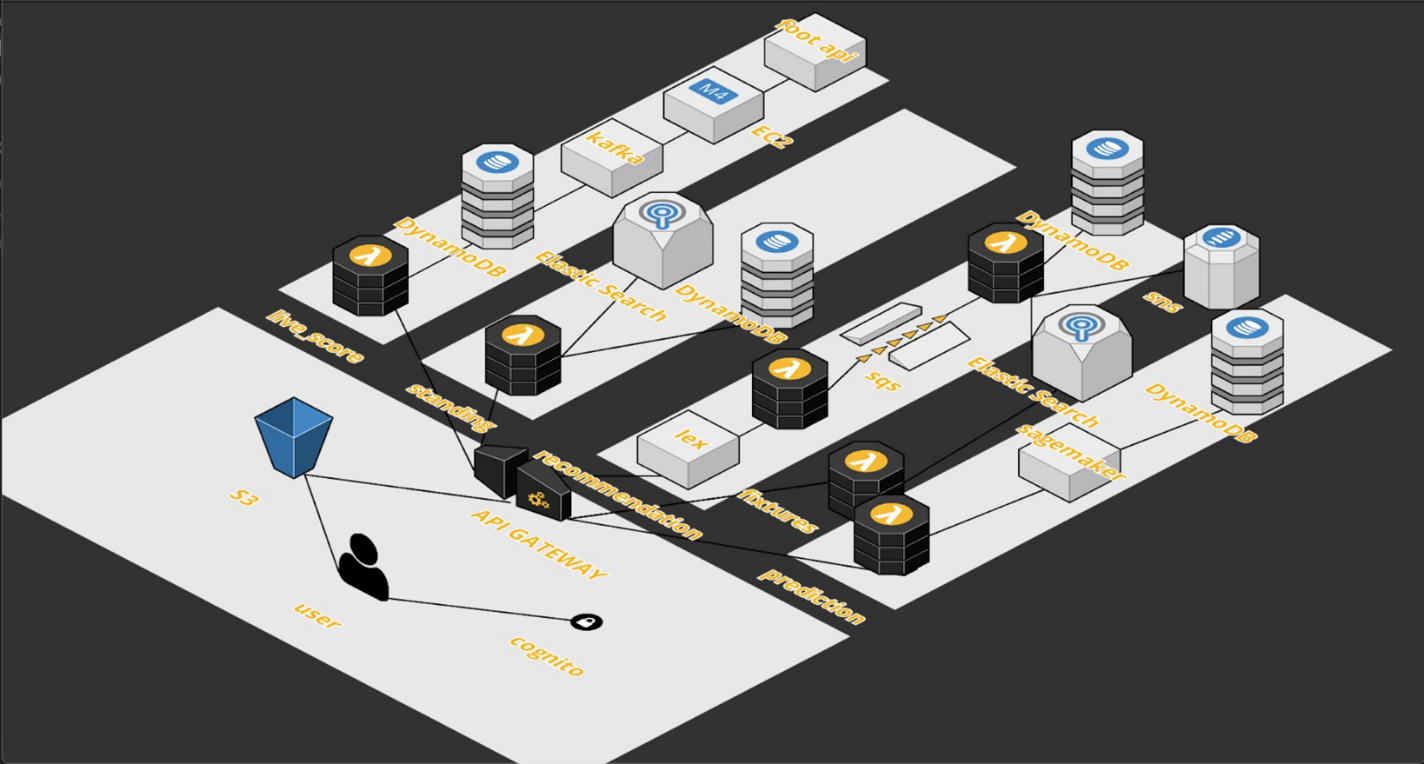 foot api
M4
EC2
kafka
DynamoDB
live_score
Elastic Search
DynamoDB
standing
DynamoDB
sns
sqs
Elastic Search
DynamoDB
lex
recommendation
sagemaker
fixtures
S3
API GATEWAY
prediction
user
cognito